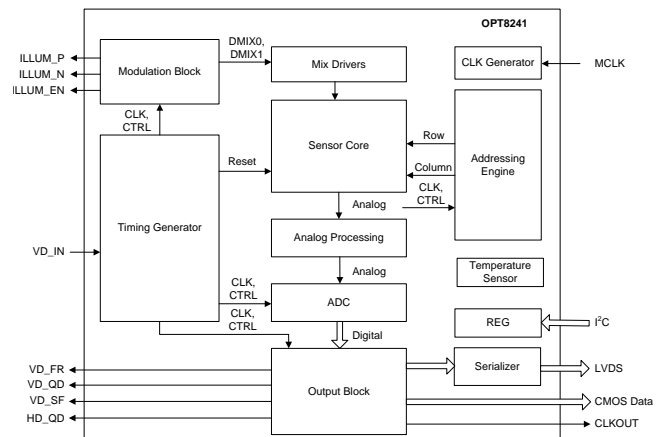 OPT8241
DMIX0,
DMIX1
ILLUM_P
ILLUM_N
ILLUM_EN
Modulation Block
Mix Drivers
CLK Generator
MCLK
CLK,
CTRL
Row
Sensor Core
Addressing
Engine
Reset
Column
CLK,
CTRL
Analog
Timing Generator
Analog Processing
VD_IN
Analog
Temperature
Sensor
CLK,
CTRL
ADC
CLK,
CTRL
REG
I2C
Digital
VD_FR
VD_QD
VD_SF
HD_QD
Output Block
Serializer
LVDS
CMOS Data
CLKOUT